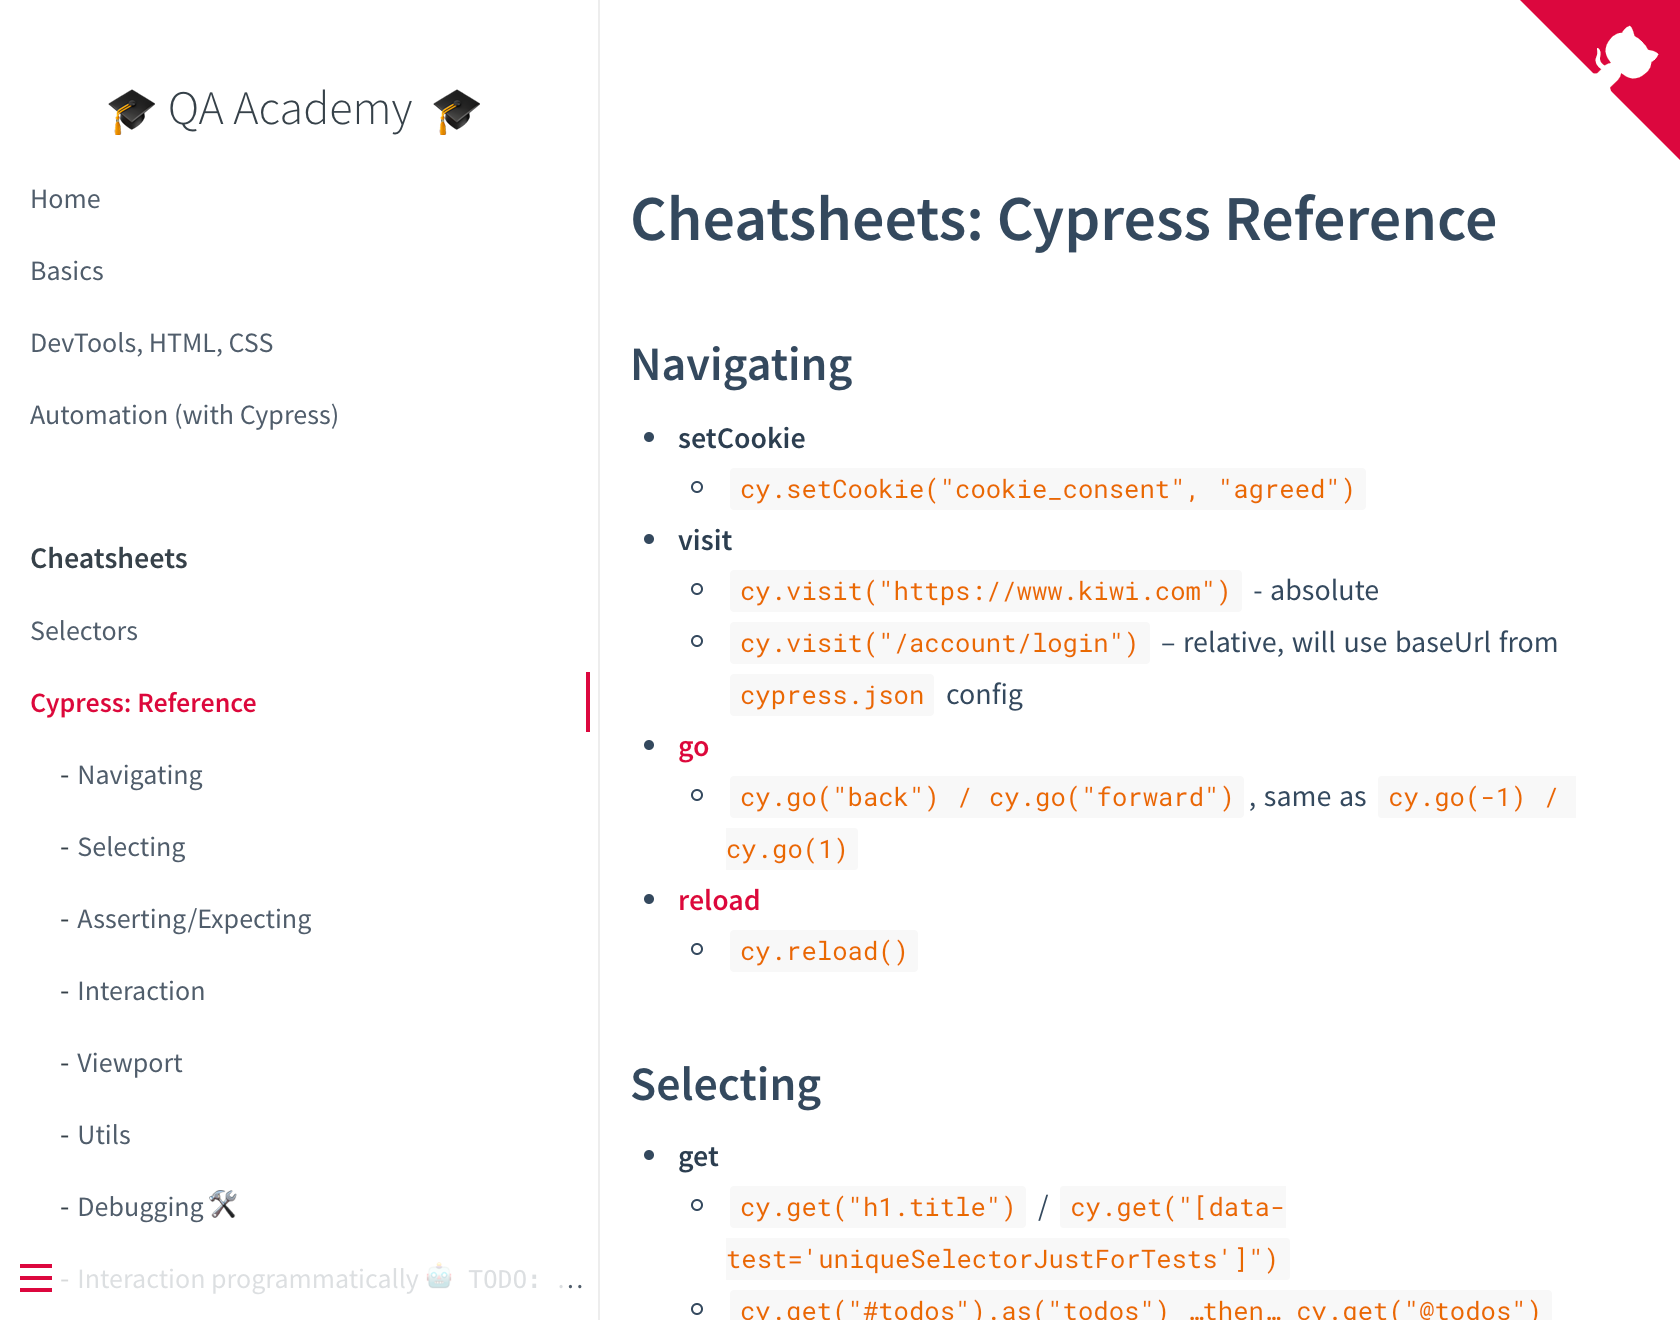 🎓 QA Academy 🎓
Home
Basics
DevTools, HTML, CSS
Automation (with Cypress)
Cheatsheets
Selectors
Cypress: Reference
- Navigating
- Selecting
- Asserting/Expecting
- Interaction
- Viewport
- Utils
- Debugging 🛠
- Interaction programmatically 🤖 TODO: …
Cheatsheets: Cypress Reference
Navigating
setCookie
cy.setCookie("cookie_consent", "agreed")
visit
cy.visit("https://www.kiwi.com") - absolute
cy.visit("/account/login") – relative, will use baseUrl from
cypress.json config
go
cy.go("back") / cy.go("forward"), same as cy.go(-1) /
cy.go(1)
reload
cy.reload()
Selecting
get
cy.get("h1.title") / cy.get("[data-
test='uniqueSelectorJustForTests']")
cy.get("#todos").as("todos") …then… cy.get("@todos")